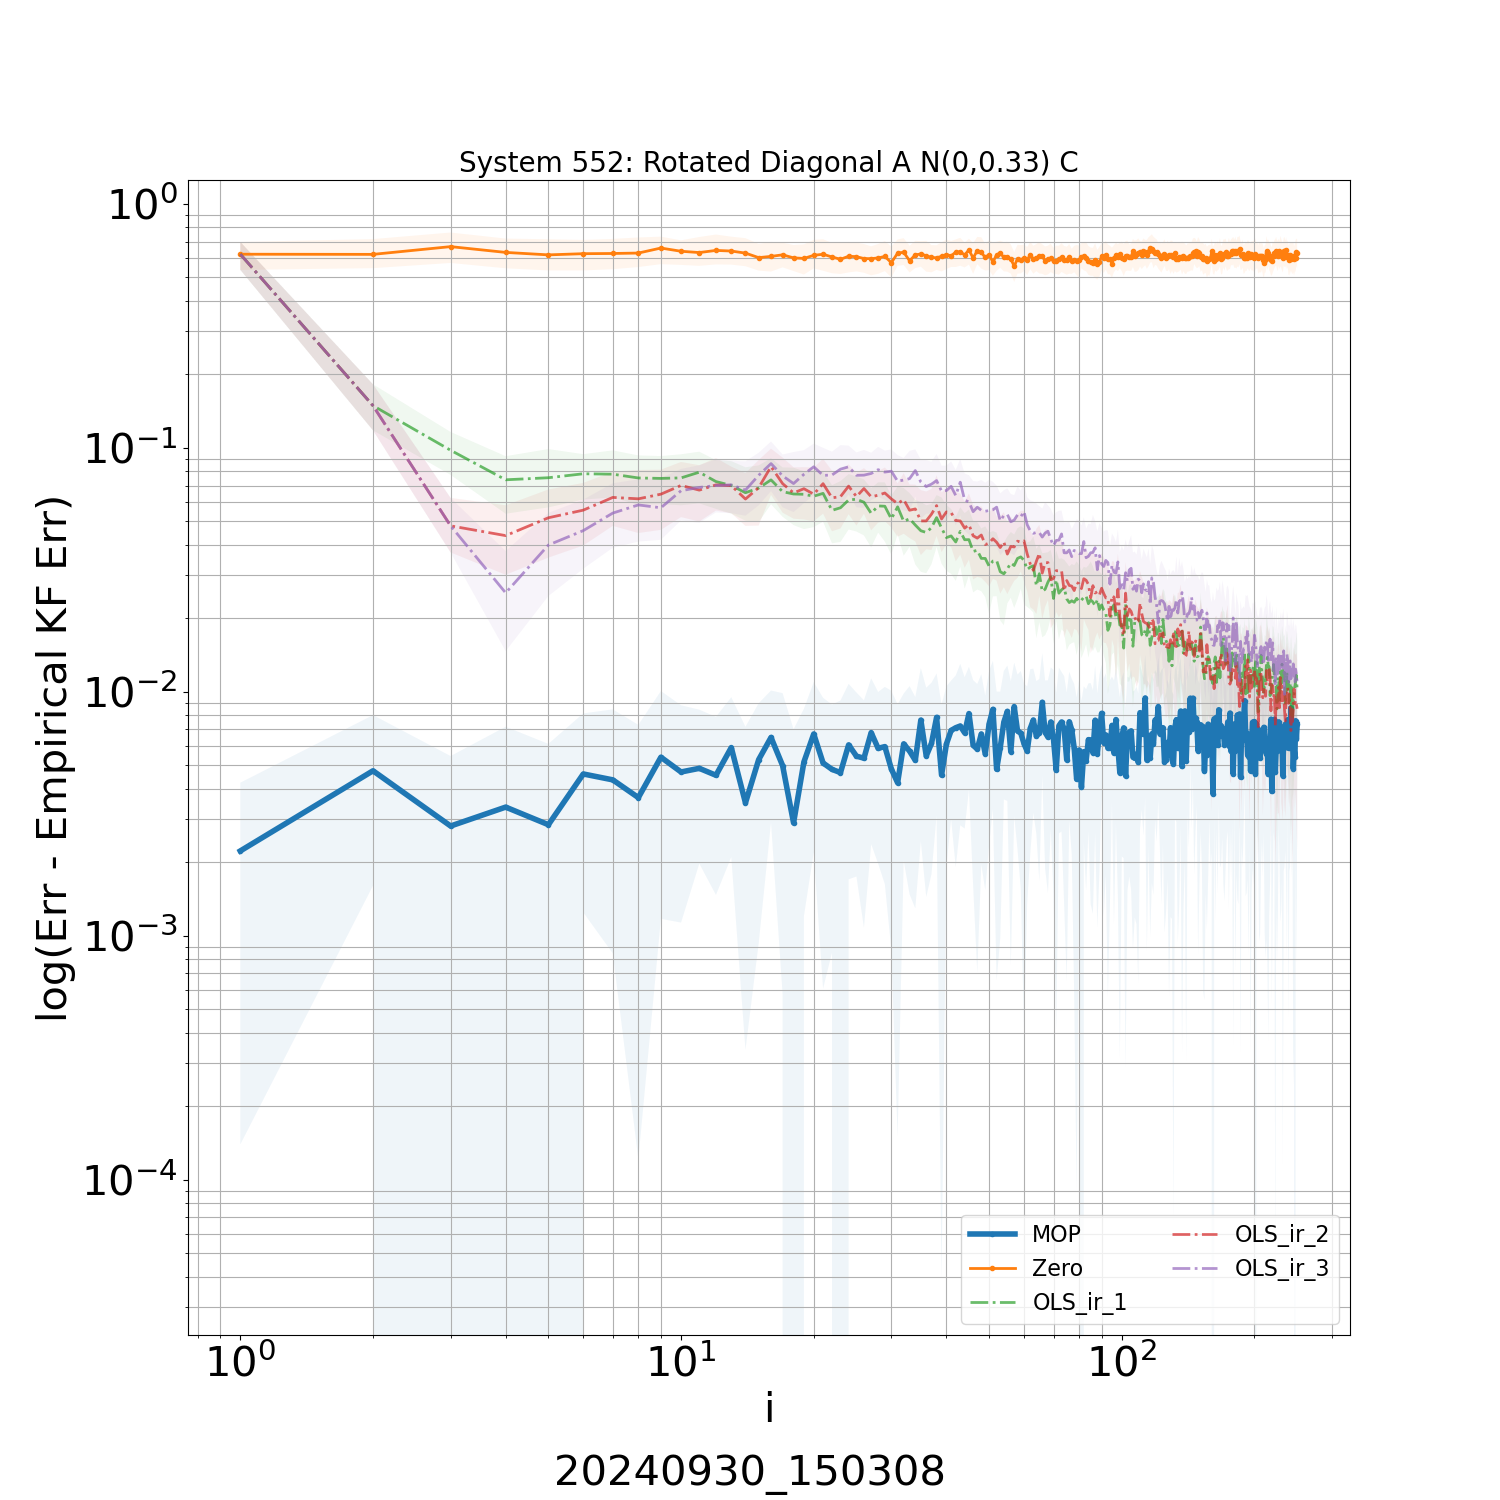 System 552: Rotated Diagonal A N(0,0.33) C
log(Err - Empirical KF Err)
10⁰
10⁻¹
10⁻²
10⁻³
10⁻⁴
MOP
Zero
OLS_ir_1
OLS_ir_2
OLS_ir_3
10⁰ 10¹ 10²
i
20240930_150308